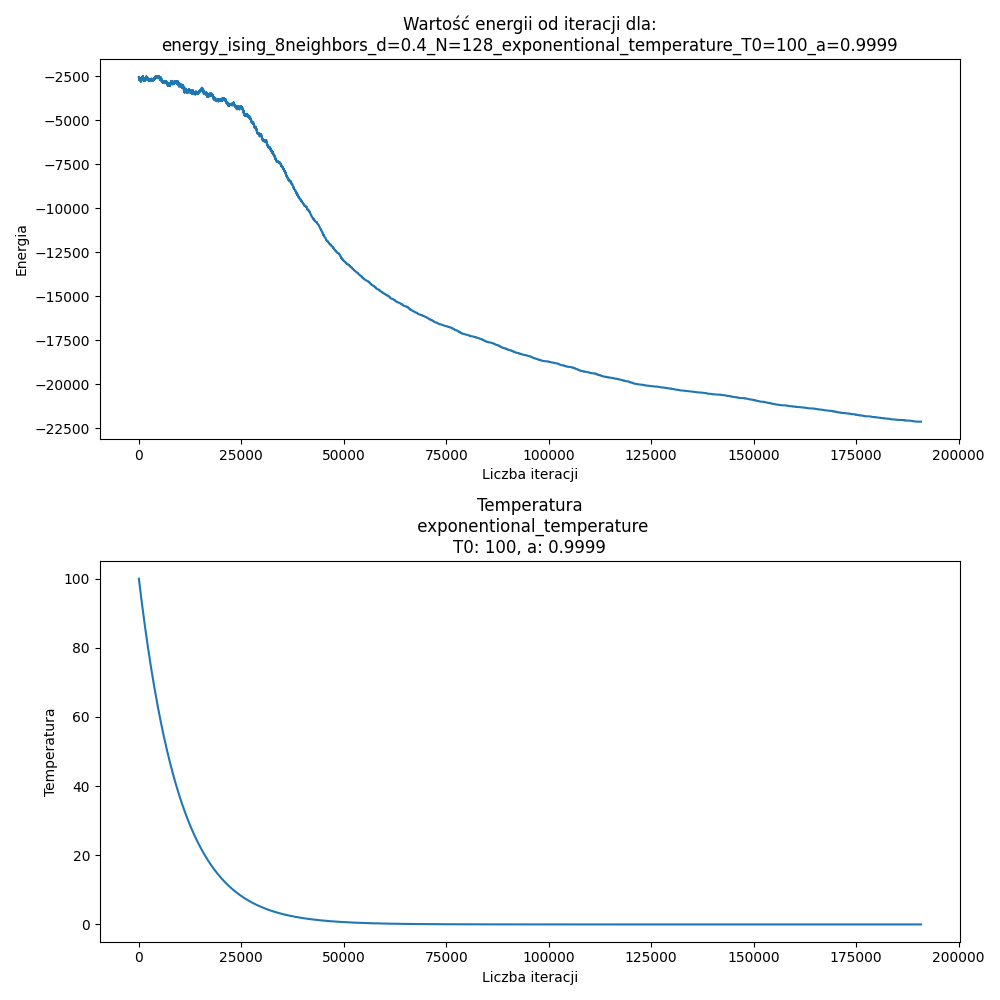 Wartość energii od iteracji dla:
energy_ising_8neighbors_d=0.4_N=128_exponentional_temperature_T0=100_a=0.9999
−2500
−5000
−7500
−10000
−12500
−15000
−17500
−20000
−22500
Energia
0 25000 50000 75000 100000 125000 150000 175000 200000
Liczba iteracji
Temperatura
exponentional_temperature
T0: 100, a: 0.9999
100
80
60
40
20
0
Temperatura
0 25000 50000 75000 100000 125000 150000 175000 200000
Liczba iteracji